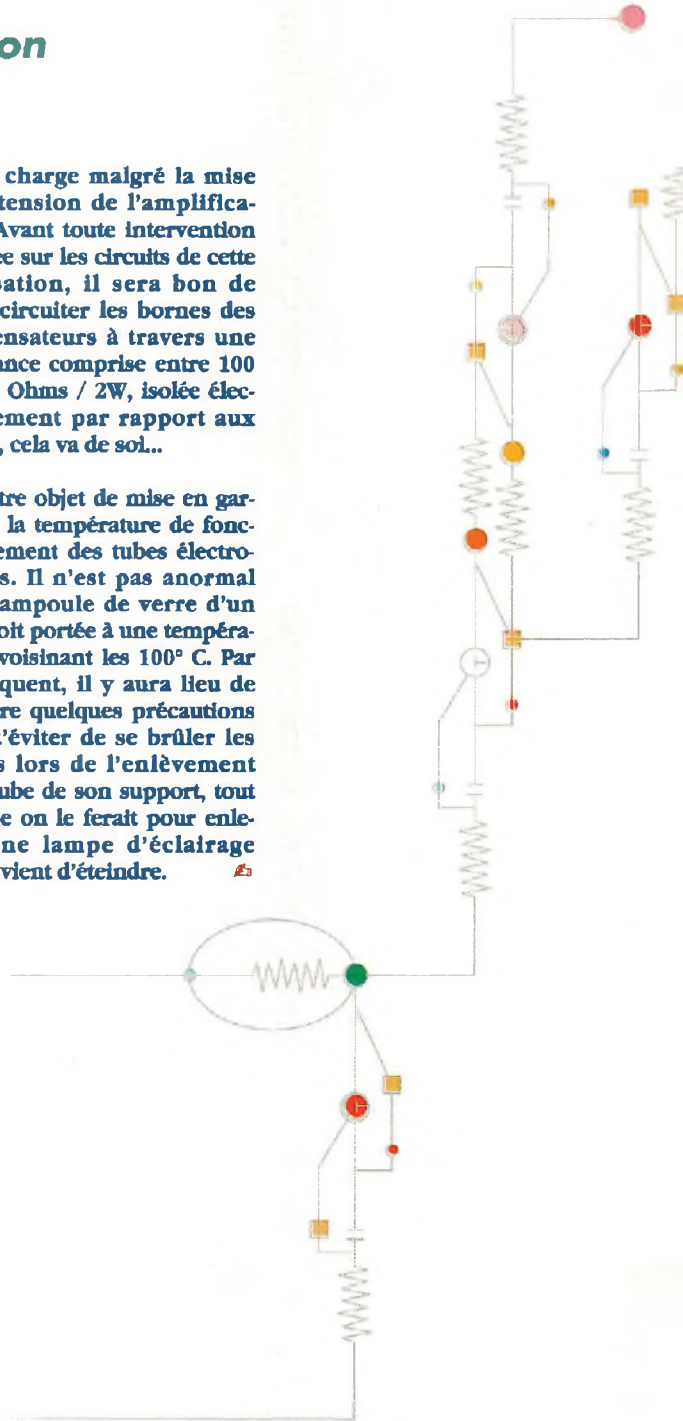 on
charge malgré la mise
tension de l'amplifica-
Avant toute intervention
ée sur les circuits de cette
sation, il sera bon de
circuiter les bornes des
ensateurs à travers une
ance comprise entre 100
Ohms / 2W, isolée élec-
ement par rapport aux
, cela va de soi...
tre objet de mise en gar-
la température de fonc-
ement des tubes électro-
s. Il n'est pas anormal
ampoule de verre d'un
oit portée à une tempéra-
voisinant les 100° C. Par
quent, il y aura lieu de
re quelques précautions
d'éviter de se brûler les
s lors de l'enlèvement
ube de son support, tout
e on le ferait pour enle-
ne lampe d'éclairage
vient d'éteindre.